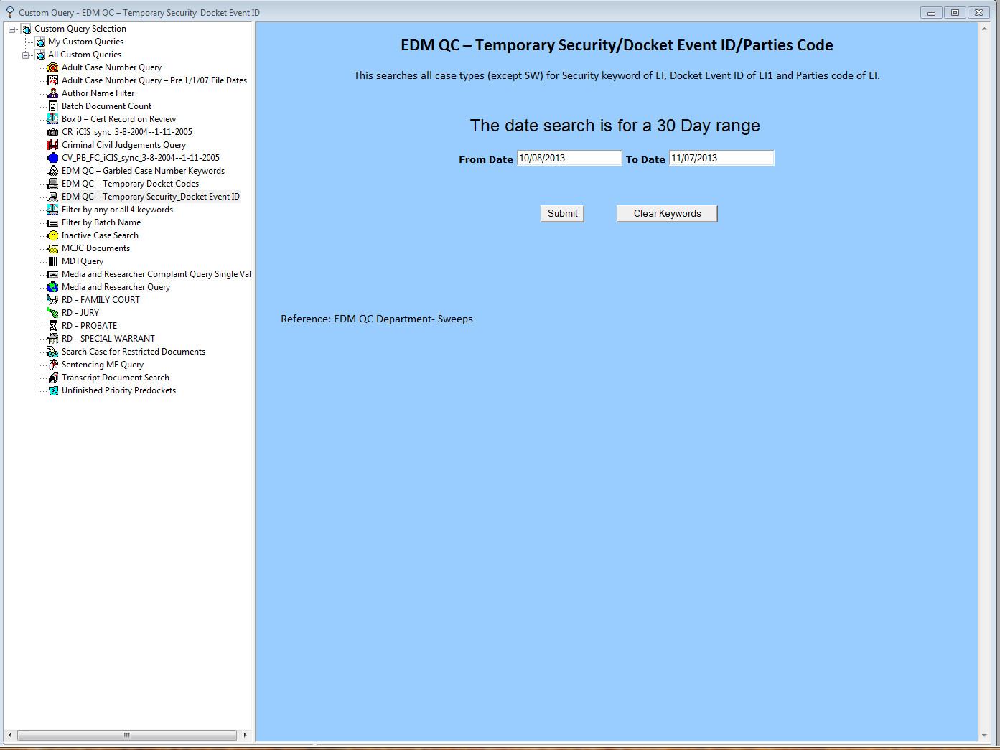 Custom Query - EDM QC – Temporary Security_Docket Event ID
Custom Query Selection
My Custom Queries
All Custom Queries
Adult Case Number Query
Adult Case Number Query – Pre 1/1/07 File Dates
Author Name Filter
Batch Document Count
Box 0 – Cert Record on Review
CR_iCIS_sync_3-8-2004--1-11-2005
Criminal Civil Judgements Query
CV_PB_FC_iCIS_sync_3-8-2004--1-11-2005
EDM QC – Garbled Case Number Keywords
EDM QC – Temporary Docket Codes
EDM QC – Temporary Security_Docket Event ID
Filter by any or all 4 keywords
Filter by Batch Name
Inactive Case Search
MCJC Documents
MDTQuery
Media and Researcher Complaint Query Single Val
Media and Researcher Query
RD - FAMILY COURT
RD - JURY
RD - PROBATE
RD - SPECIAL WARRANT
Search Case for Restricted Documents
Sentencing ME Query
Transcript Document Search
Unfinished Priority Predockets
EDM QC – Temporary Security/Docket Event ID/Parties Code
This searches all case types (except SW) for Security keyword of EI, Docket Event ID of EI1 and Parties code of EI.
The date search is for a 30 Day range.
From Date 10/08/2013 To Date 11/07/2013
Submit Clear Keywords
Reference: EDM QC Department- Sweeps